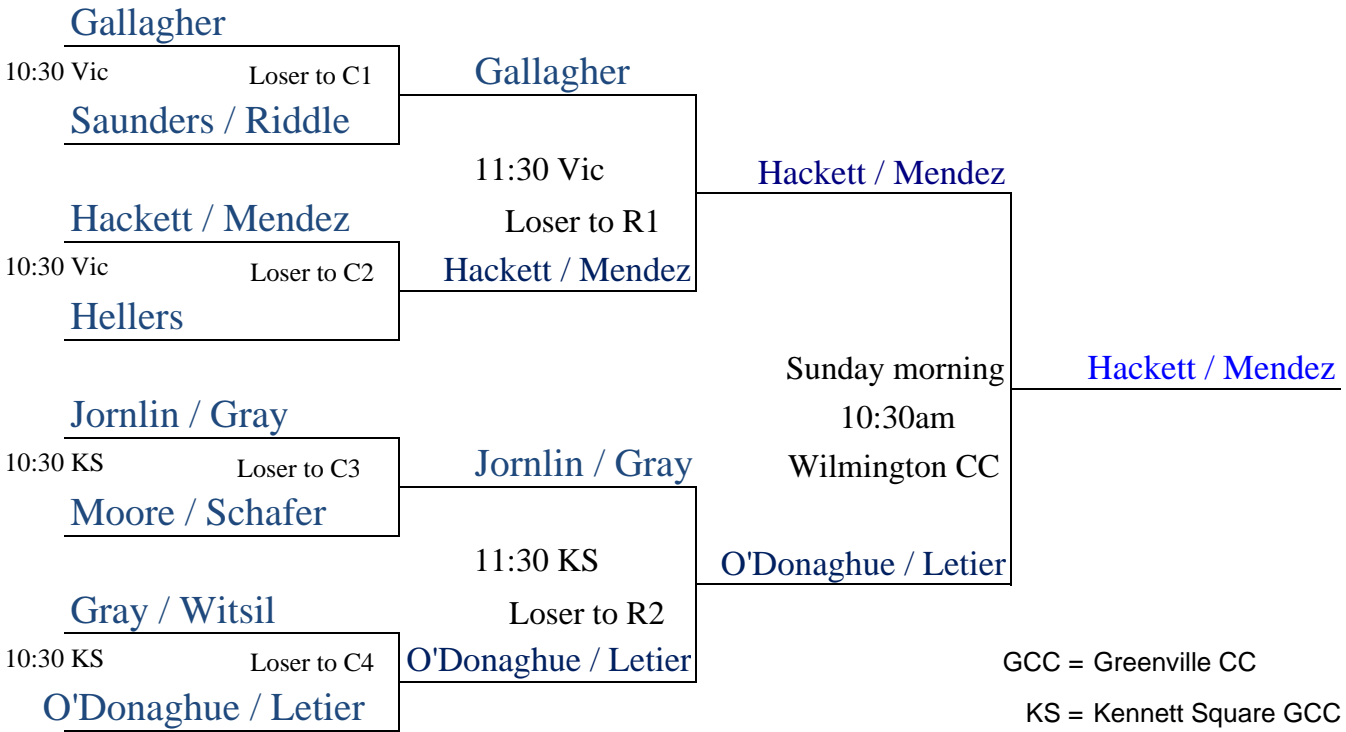 Gallagher
10:30 Vic
Loser to C1
Gallagher
Saunders / Riddle
11:30 Vic
Hackett / Mendez
Hackett / Mendez
Loser to R1
10:30 Vic
Loser to C2
Hackett / Mendez
Hellers
Sunday morning
Hackett / Mendez
Jornlin / Gray
10:30am
10:30 KS
Loser to C3
Jornlin / Gray
Wilmington CC
Moore / Schafer
11:30 KS
O'Donaghue / Letier
Gray / Witsil
Loser to R2
10:30 KS
Loser to C4
O'Donaghue / Letier
GCC = Greenville CC
O'Donaghue / Letier
KS = Kennett Square GCC